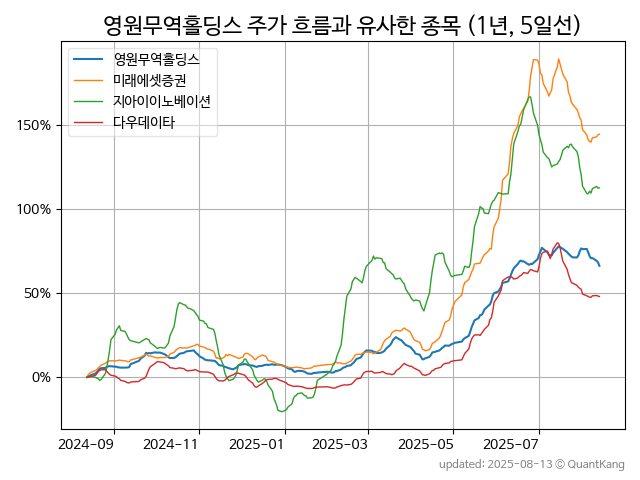 영원무역홀딩스 주가 흐름과 유사한 종목 (1년, 5일선)
영원무역홀딩스
미래에셋증권
지아이이노베이션
다우데이타
150%
100%
50%
0%
2024-09 2024-11 2025-01 2025-03 2025-05 2025-07
updated: 2025-08-13 © QuantKang